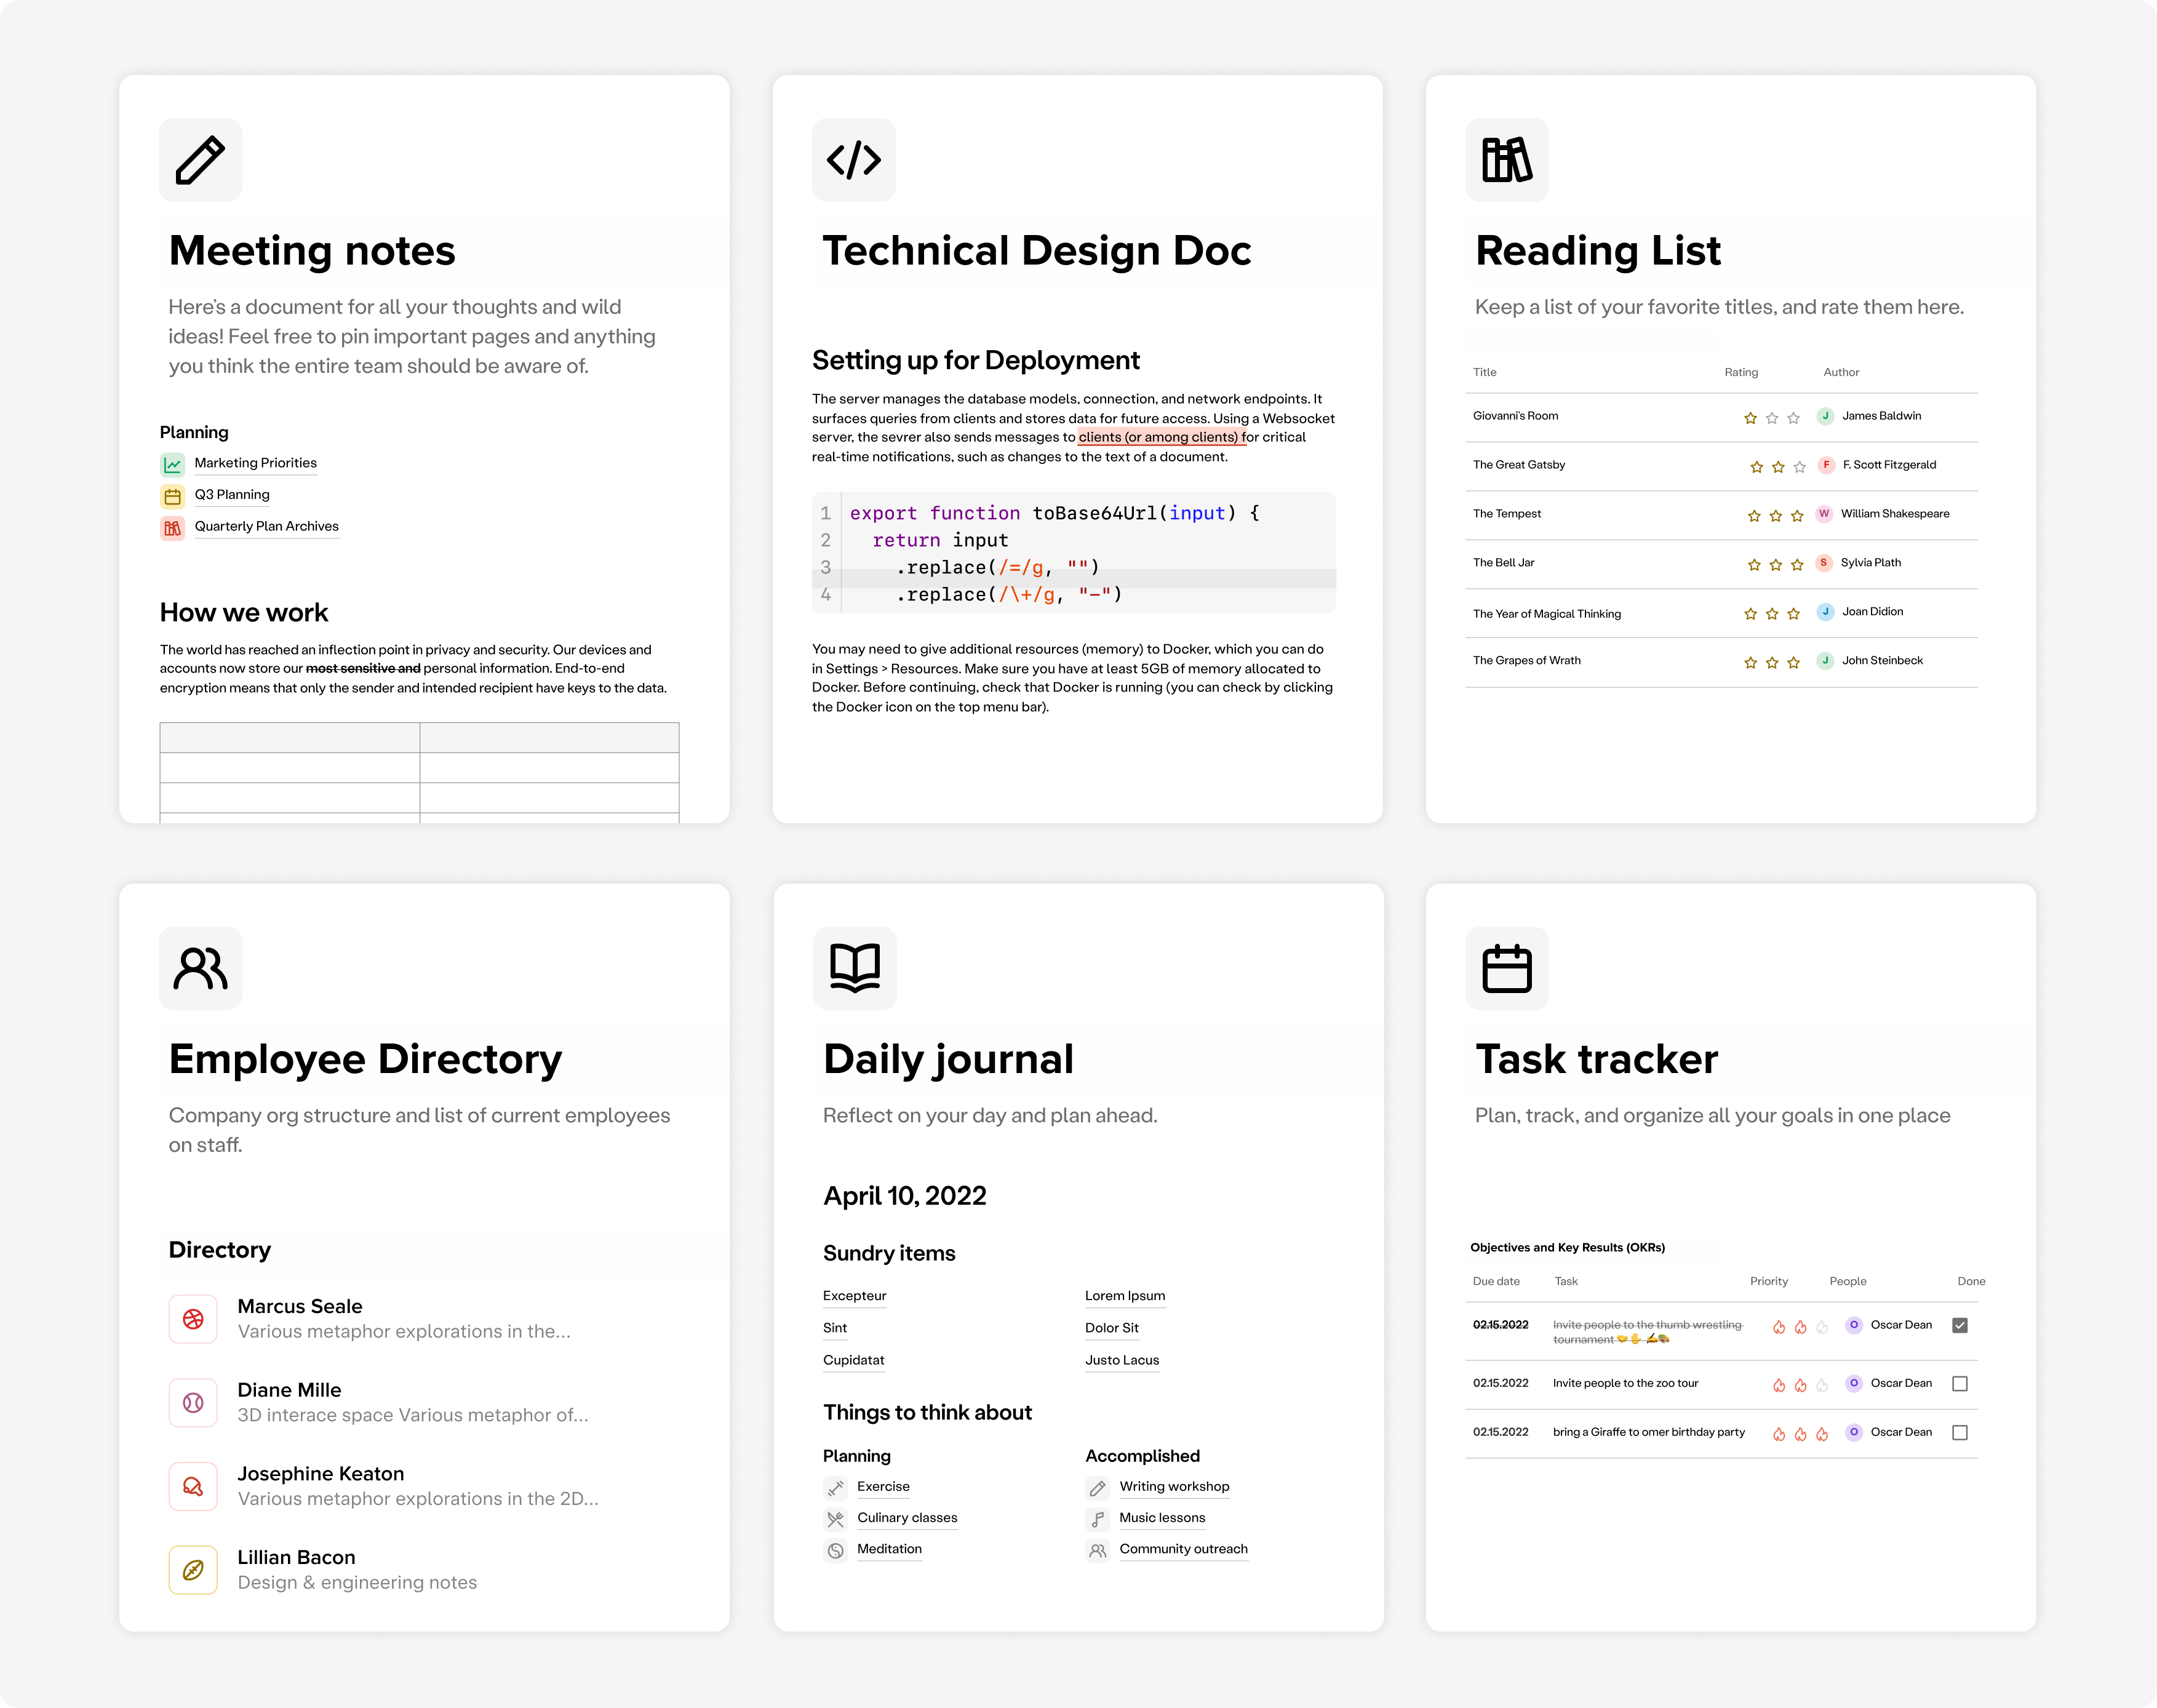 Meeting notes
Here's a document for all your thoughts and wild
ideas! Feel free to pin important pages and anything
you think the entire team should be aware of.
Planning
Marketing Priorities
Q3 Planning
Quarterly Plan Archives
How we work
The world has reached an inflection point in privacy and security. Our devices and
accounts now store our most sensitive and personal information. End-to-end
encryption means that only the sender and intended recipient have keys to the data.
Technical Design Doc
Setting up for Deployment
The server manages the database models, connection, and network endpoints. It
surfaces queries from clients and stores data for future access. Using a Websocket
server, the sevrer also sends messages to clients (or among clients) for critical
real-time notifications, such as changes to the text of a document.
1 export function toBase64Url(input) {
2 return input
3 .replace(/=/g, "")
4 .replace(/\+/g, "-")
You may need to give additional resources (memory) to Docker, which you can do
in Settings > Resources. Make sure you have at least 5GB of memory allocated to
Docker. Before continuing, check that Docker is running (you can check by clicking
the Docker icon on the top menu bar).
Reading List
Keep a list of your favorite titles, and rate them here.
Title Rating Author
Giovanni's Room J James Baldwin
The Great Gatsby F F. Scott Fitzgerald
The Tempest W William Shakespeare
The Bell Jar S Sylvia Plath
The Year of Magical Thinking J Joan Didion
The Grapes of Wrath J John Steinbeck
Employee Directory
Company org structure and list of current employees
on staff.
Directory
Marcus Seale
Various metaphor explorations in the...
Diane Mille
3D interace space Various metaphor of...
Josephine Keaton
Various metaphor explorations in the 2D...
Lillian Bacon
Design & engineering notes
Daily journal
Reflect on your day and plan ahead.
April 10, 2022
Sundry items
Excepteur Lorem Ipsum
Sint Dolor Sit
Cupidatat Justo Lacus
Things to think about
Planning Accomplished
Exercise Writing workshop
Culinary classes Music lessons
Meditation Community outreach
Task tracker
Plan, track, and organize all your goals in one place
Objectives and Key Results (OKRs)
Due date Task Priority People Done
02.15.2022 Invite people to the thumb wrestling O Oscar Dean
tournament
02.15.2022 Invite people to the zoo tour O Oscar Dean
02.15.2022 bring a Giraffe to omer birthday party O Oscar Dean